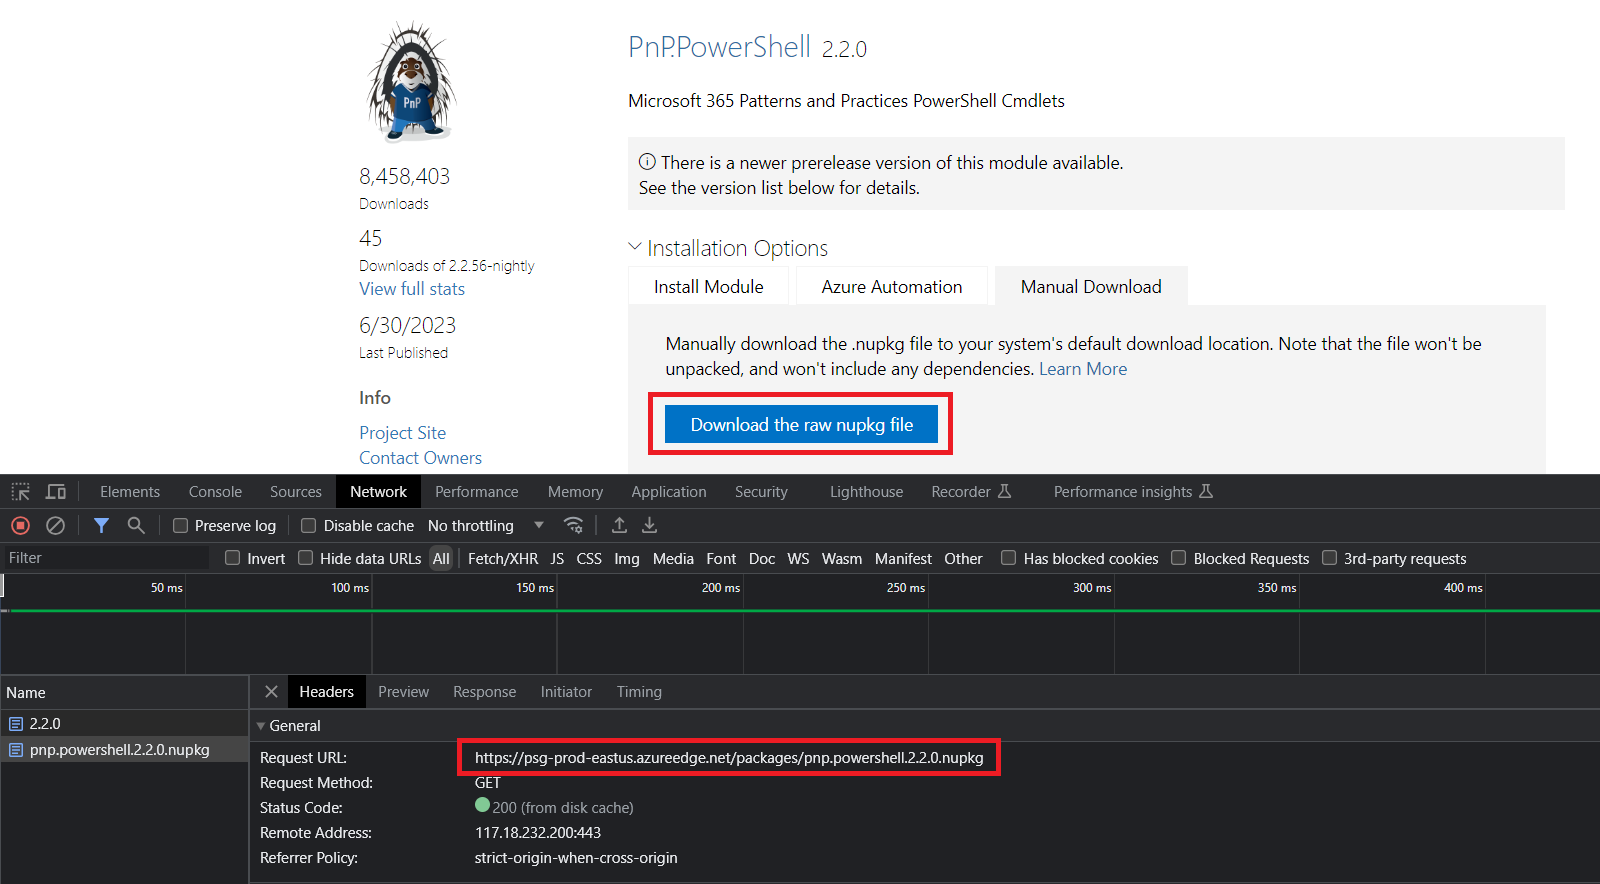 PnP
8,458,403
Downloads
45
Downloads of 2.2.56-nightly
View full stats
6/30/2023
Last Published
Info
Project Site
Contact Owners
PnP.PowerShell 2.2.0
Microsoft 365 Patterns and Practices PowerShell Cmdlets
There is a newer prerelease version of this module available.
See the version list below for details.
Installation Options
Install Module Azure Automation Manual Download
Manually download the .nupkg file to your system's default download location. Note that the file won't be
unpacked, and won't include any dependencies. Learn More
Download the raw nupkg file
Elements Console Sources Network Performance Memory Application Security Lighthouse Recorder Performance insights
Preserve log Disable cache No throttling
Filter Invert Hide data URLs All Fetch/XHR JS CSS Img Media Font Doc WS Wasm Manifest Other Has blocked cookies Blocked Requests 3rd-party requests
50 ms 100 ms 150 ms 200 ms 250 ms 300 ms 350 ms 400 ms
Name
2.2.0
pnp.powershell.2.2.0.nupkg
Headers Preview Response Initiator Timing
General
Request URL: https://psg-prod-eastus.azureedge.net/packages/pnp.powershell.2.2.0.nupkg
Request Method: GET
Status Code: 200 (from disk cache)
Remote Address: 117.18.232.200:443
Referrer Policy: strict-origin-when-cross-origin